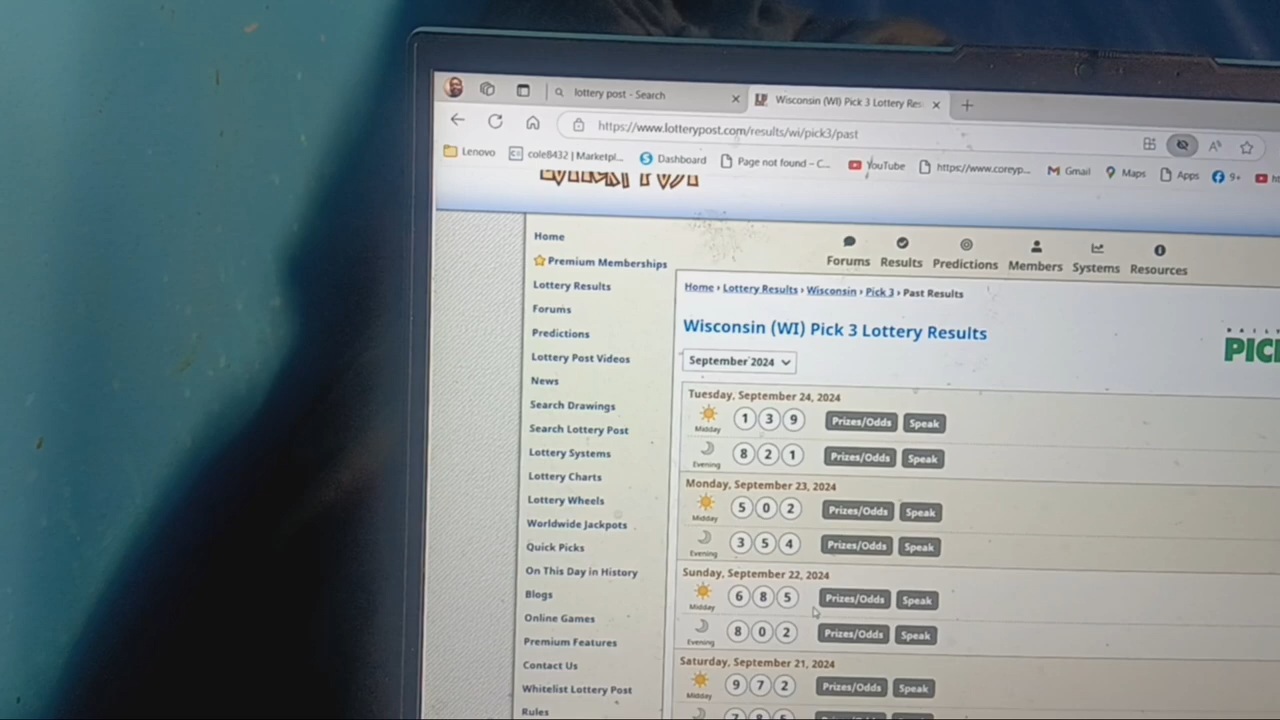 lottery post - Search
Wisconsin (WI) Pick 3 Lottery Res
https://www.lotterypost.com/results/wi/pick3/past
Lenovo
cole8432 | Marketpl...
Dashboard
Page not found – C...
YouTube
https://www.coreyp...
Gmail
Maps
Apps
9+
Home
Premium Memberships
Lottery Results
Forums
Predictions
Lottery Post Videos
News
Search Drawings
Search Lottery Post
Lottery Systems
Lottery Charts
Lottery Wheels
Worldwide Jackpots
Quick Picks
On This Day in History
Blogs
Online Games
Premium Features
Contact Us
Whitelist Lottery Post
Rules
Forums Results Predictions Members Systems Resources
Home › Lottery Results › Wisconsin › Pick 3 › Past Results
Wisconsin (WI) Pick 3 Lottery Results
PICK
September 2024
Tuesday, September 24, 2024
Midday 1 3 9 Prizes/Odds Speak
Evening 8 2 1 Prizes/Odds Speak
Monday, September 23, 2024
Midday 5 0 2 Prizes/Odds Speak
Evening 3 5 4 Prizes/Odds Speak
Sunday, September 22, 2024
Midday 6 8 5 Prizes/Odds Speak
Evening 8 0 2 Prizes/Odds Speak
Saturday, September 21, 2024
Midday 9 7 2 Prizes/Odds Speak